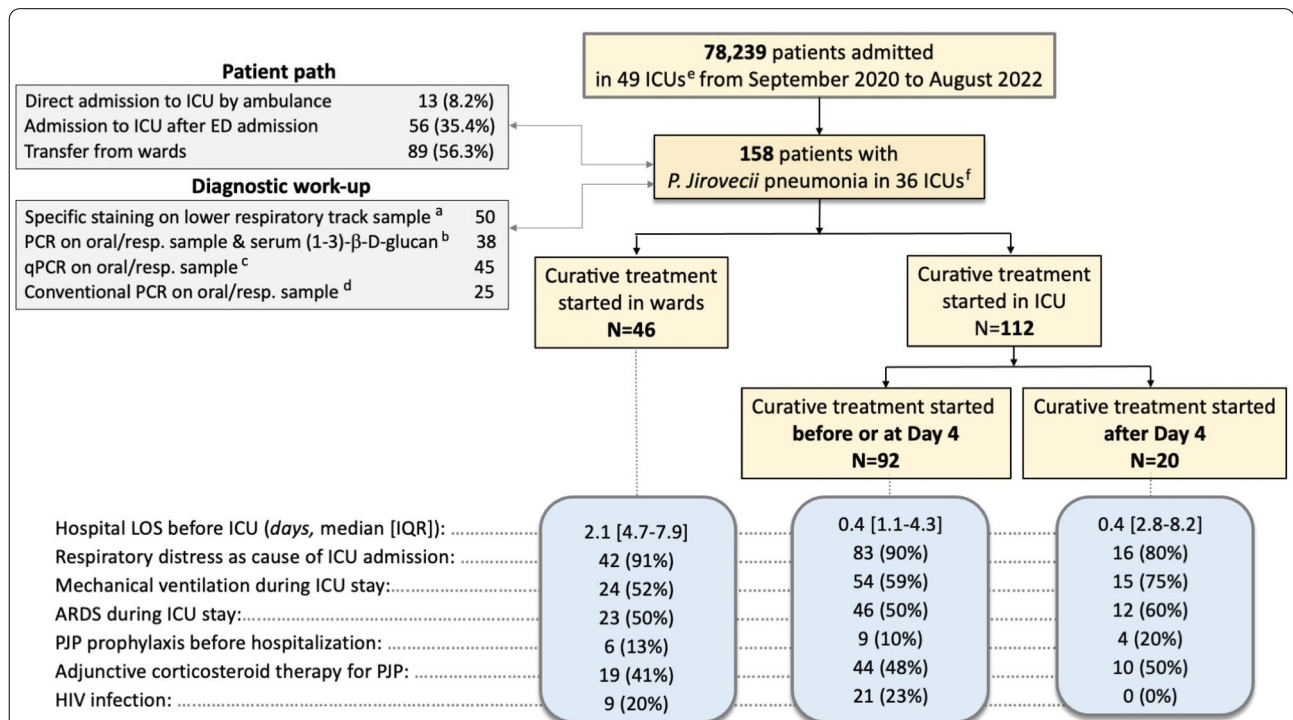 78,239 patients admitted
in 49 ICUs e from September 2020 to August 2022
Patient path
Direct admission to ICU by ambulance 13 (8.2%)
Admission to ICU after ED admission 56 (35.4%)
Transfer from wards 89 (56.3%)
158 patients with
P. Jirovecii pneumonia in 36 ICUs f
Diagnostic work-up
Specific staining on lower respiratory track sample a 50
PCR on oral/resp. sample & serum (1-3)-β-D-glucan b 38
qPCR on oral/resp. sample c 45
Conventional PCR on oral/resp. sample d 25
Curative treatment
started in wards
N=46
Curative treatment
started in ICU
N=112
Curative treatment started
before or at Day 4
N=92
Curative treatment started
after Day 4
N=20
Hospital LOS before ICU (days, median [IQR]): 2.1 [4.7-7.9] 0.4 [1.1-4.3] 0.4 [2.8-8.2]
Respiratory distress as cause of ICU admission: 42 (91%) 83 (90%) 16 (80%)
Mechanical ventilation during ICU stay: 24 (52%) 54 (59%) 15 (75%)
ARDS during ICU stay: 23 (50%) 46 (50%) 12 (60%)
PJP prophylaxis before hospitalization: 6 (13%) 9 (10%) 4 (20%)
Adjunctive corticosteroid therapy for PJP: 19 (41%) 44 (48%) 10 (50%)
HIV infection: 9 (20%) 21 (23%) 0 (0%)